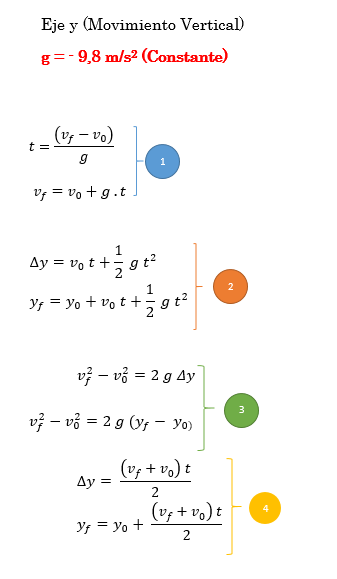 Eje y (Movimiento Vertical)
g = - 9,8 m/s² (Constante)
t = (v_f − v_0) / g
1
v_f = v_0 + g . t
Δy = v_0 t + 1/2 g t²
2
y_f = y_0 + v_0 t + 1/2 g t²
v_f² − v_0² = 2 g Δy
3
v_f² − v_0² = 2 g (y_f − y_0)
Δy = (v_f + v_0) t / 2
4
y_f = y_0 + (v_f + v_0) t / 2